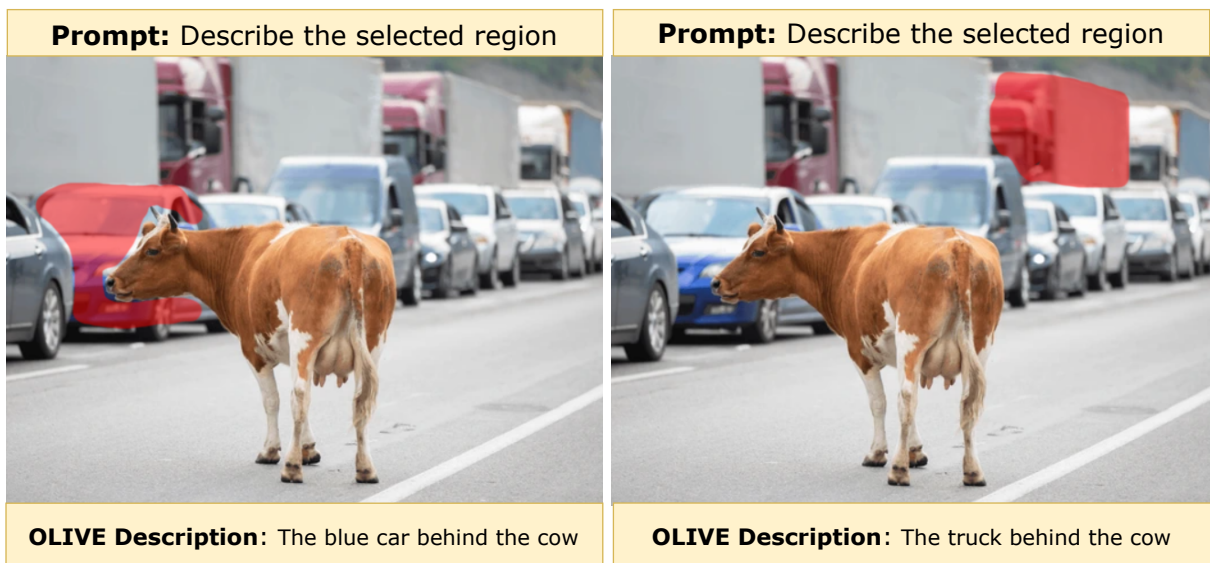 Prompt: Describe the selected region
Prompt: Describe the selected region
OLIVE Description: The blue car behind the cow
OLIVE Description: The truck behind the cow